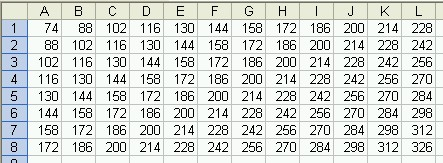 A B C D E F G H I J K L
1 74 88 102 116 130 144 158 172 186 200 214 228
2 88 102 116 130 144 158 172 186 200 214 228 242
3 102 116 130 144 158 172 186 200 214 228 242 256
4 116 130 144 158 172 186 200 214 228 242 256 270
5 130 144 158 172 186 200 214 228 242 256 270 284
6 144 158 172 186 200 214 228 242 256 270 284 298
7 158 172 186 200 214 228 242 256 270 284 298 312
8 172 186 200 214 228 242 256 270 284 298 312 326